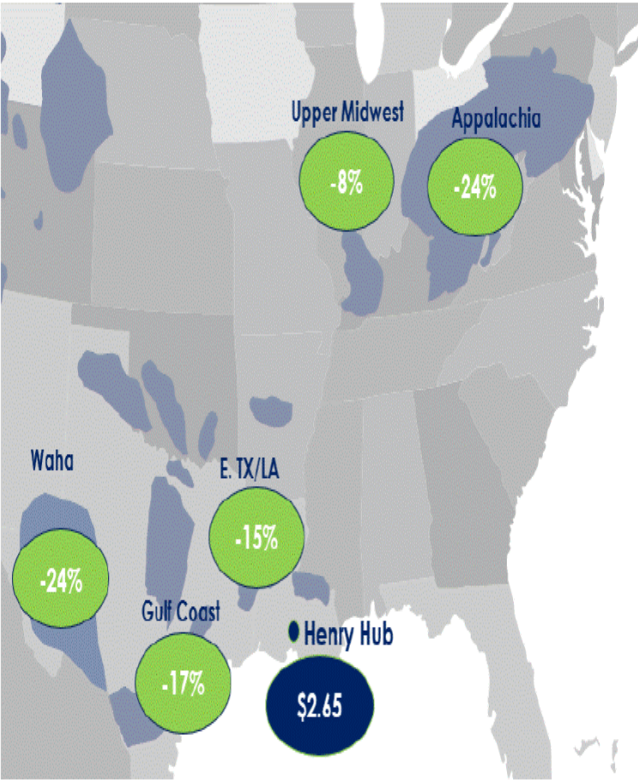 Upper Midwest
-8%
Appalachia
-24%
Waha
-24%
E. TX/LA
-15%
Gulf Coast
-17%
Henry Hub
$2.65